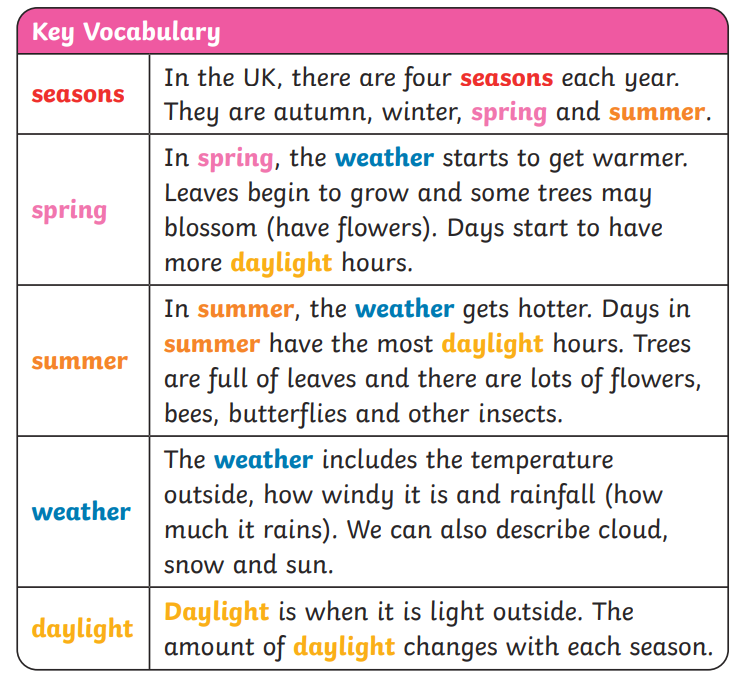 Key Vocabulary
seasons
In the UK, there are four seasons each year.
They are autumn, winter, spring and summer.
spring
In spring, the weather starts to get warmer.
Leaves begin to grow and some trees may
blossom (have flowers). Days start to have
more daylight hours.
summer
In summer, the weather gets hotter. Days in
summer have the most daylight hours. Trees
are full of leaves and there are lots of flowers,
bees, butterflies and other insects.
weather
The weather includes the temperature
outside, how windy it is and rainfall (how
much it rains). We can also describe cloud,
snow and sun.
daylight
Daylight is when it is light outside. The
amount of daylight changes with each season.